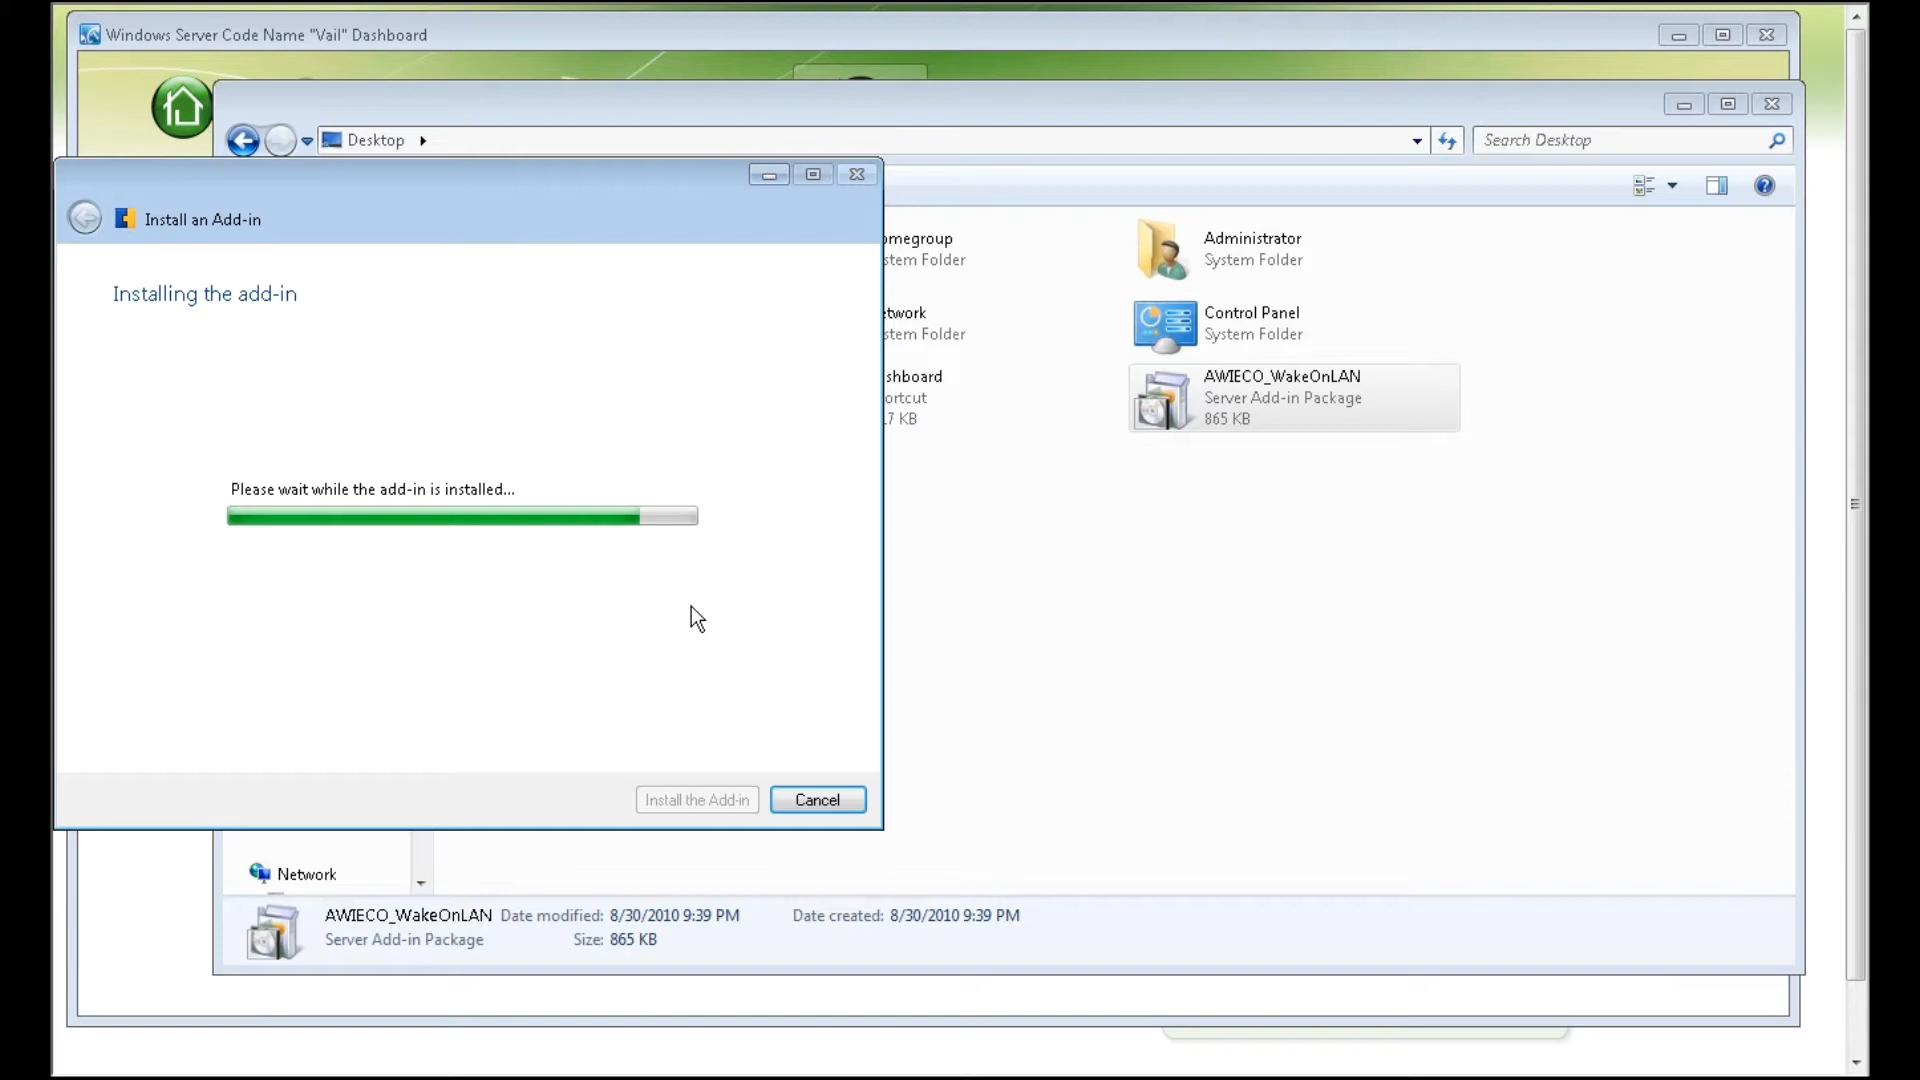 Windows Server Code Name "Vail" Dashboard
Desktop
Search Desktop
Install an Add-in
Installing the add-in
Please wait while the add-in is installed...
Install the Add-in
Cancel
omegroup
stem Folder
Administrator
System Folder
etwork
stem Folder
Control Panel
System Folder
shboard
ortcut
.7 KB
AWIECO_WakeOnLAN
Server Add-in Package
865 KB
Network
AWIECO_WakeOnLAN Date modified: 8/30/2010 9:39 PM Date created: 8/30/2010 9:39 PM
Server Add-in Package Size: 865 KB